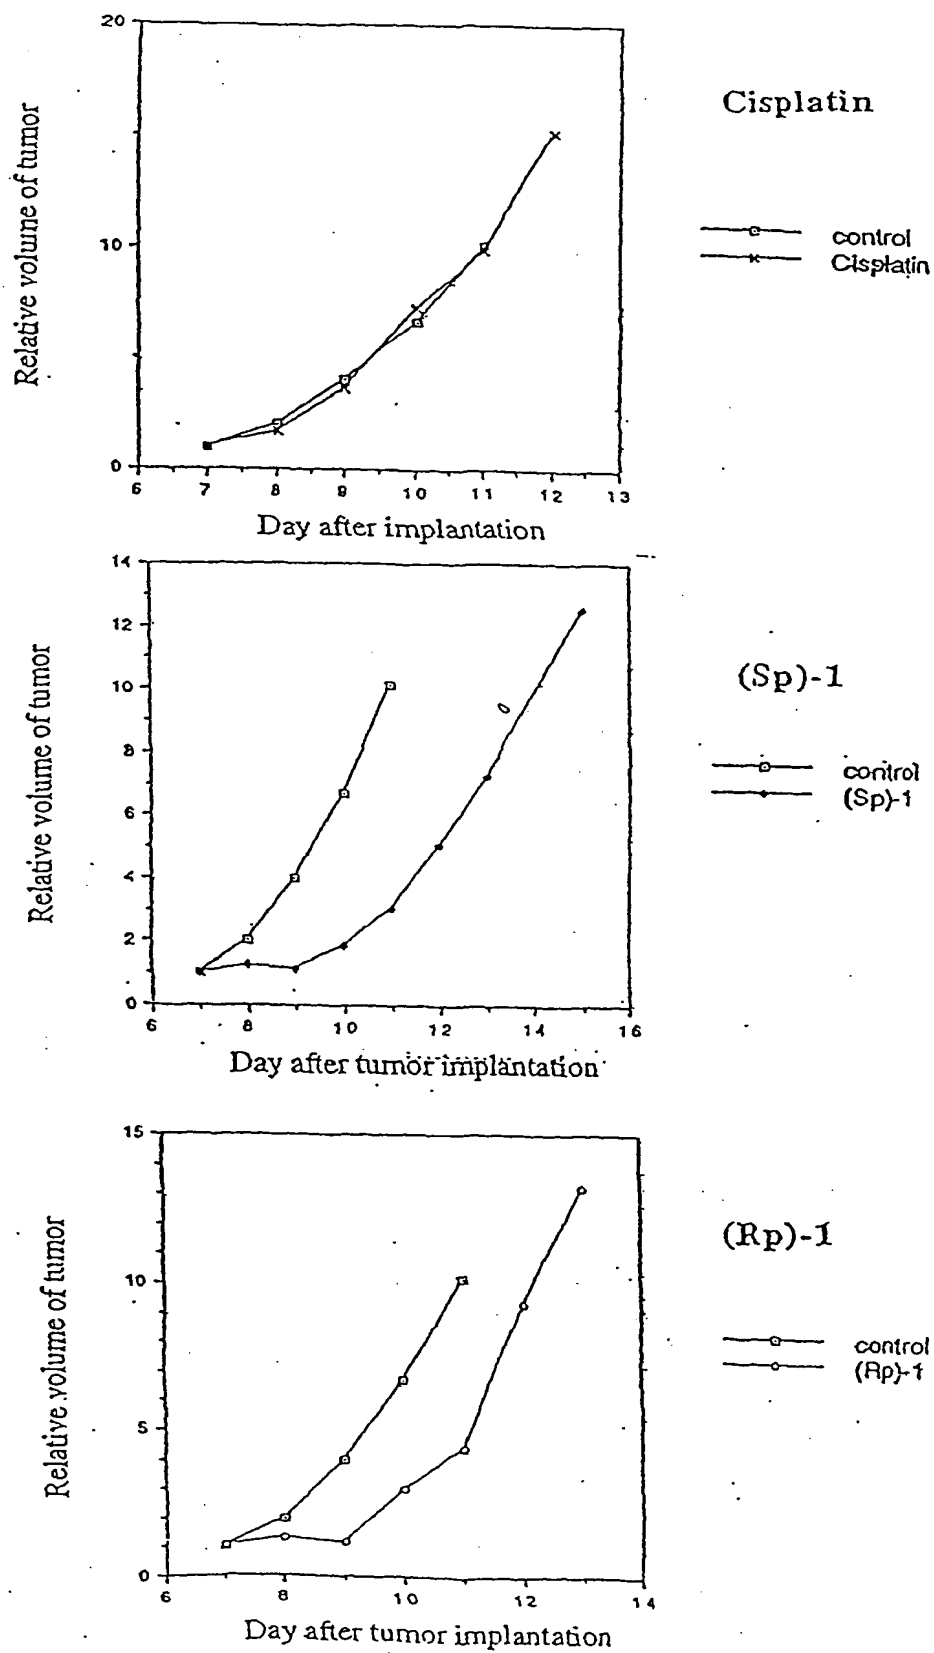 20
10
0
6 7 8 9 10 11 12 13
Relative volume of tumor
Day after implantation
Cisplatin
control
Cisplatin
14
12
10
8
6
4
2
0
6 8 10 12 14 16
Relative volume of tumor
Day after tumor implantation
(Sp)-1
control
(Sp)-1
15
10
5
0
6 8 10 12 14
Relative volume of tumor
Day after tumor implantation
(Rp)-1
control
(Rp)-1